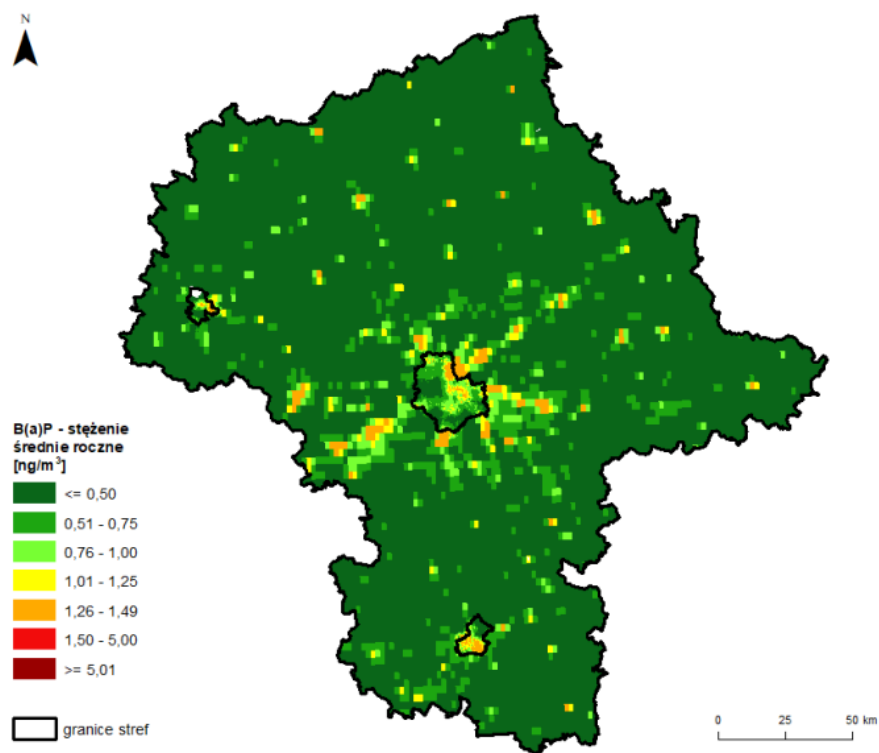 N
B(a)P - stężenie
średnie roczne
[ng/m³]
<= 0,50
0,51 - 0,75
0,76 - 1,00
1,01 - 1,25
1,26 - 1,49
1,50 - 5,00
>= 5,01
granice stref
0 25 50 km